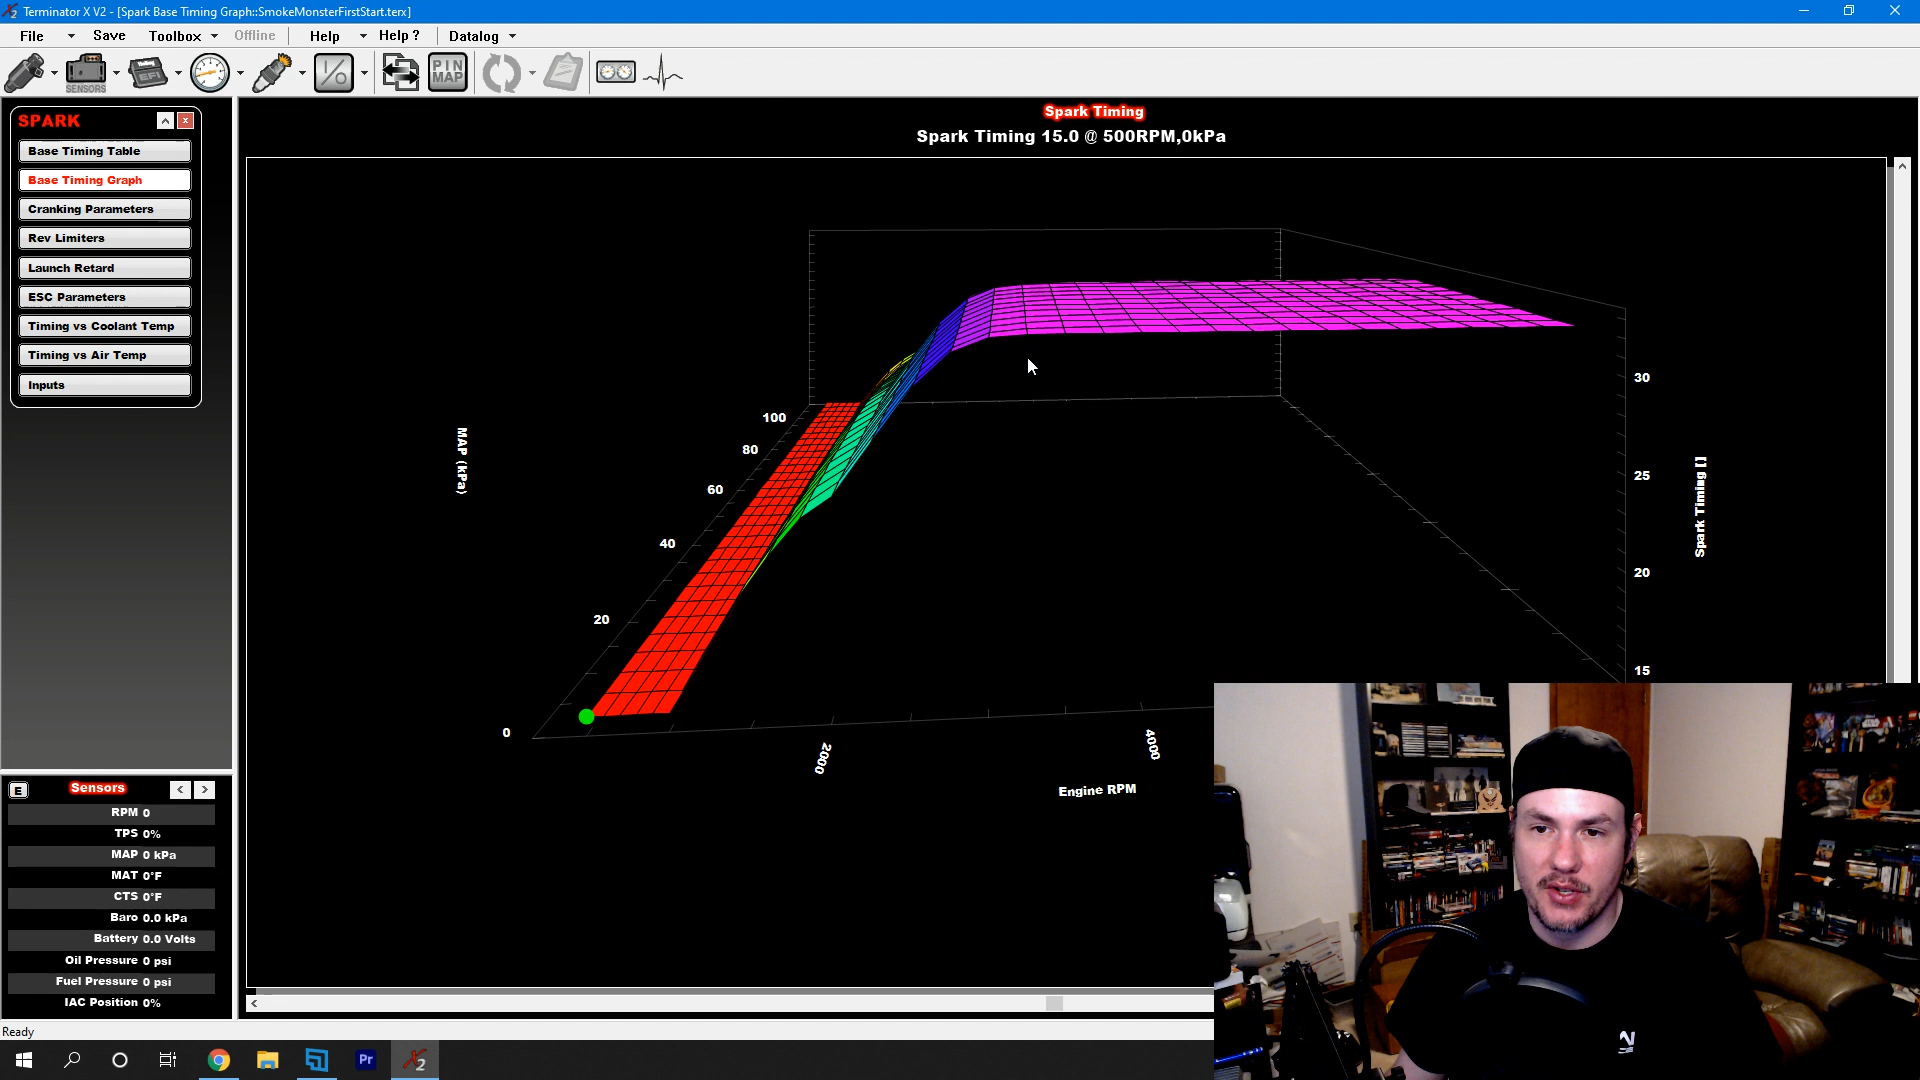 Terminator X V2 - [Spark Base Timing Graph::SmokeMonsterFirstStart.terx]
File Save Toolbox Offline Help Help ? Datalog
SENSORS
Holley
EFI
I/O
PIN
MAP
SPARK
Base Timing Table
Base Timing Graph
Cranking Parameters
Rev Limiters
Launch Retard
ESC Parameters
Timing vs Coolant Temp
Timing vs Air Temp
Inputs
Spark Timing
Spark Timing 15.0 @ 500RPM,0kPa
MAP (kPa)
100
80
60
40
20
0
2000
4000
Engine RPM
30
25
20
15
Spark Timing []
E
Sensors
RPM 0
TPS 0%
MAP 0 kPa
MAT 0°F
CTS 0°F
Baro 0.0 kPa
Battery 0.0 Volts
Oil Pressure 0 psi
Fuel Pressure 0 psi
IAC Position 0%
Ready
Pr
X2